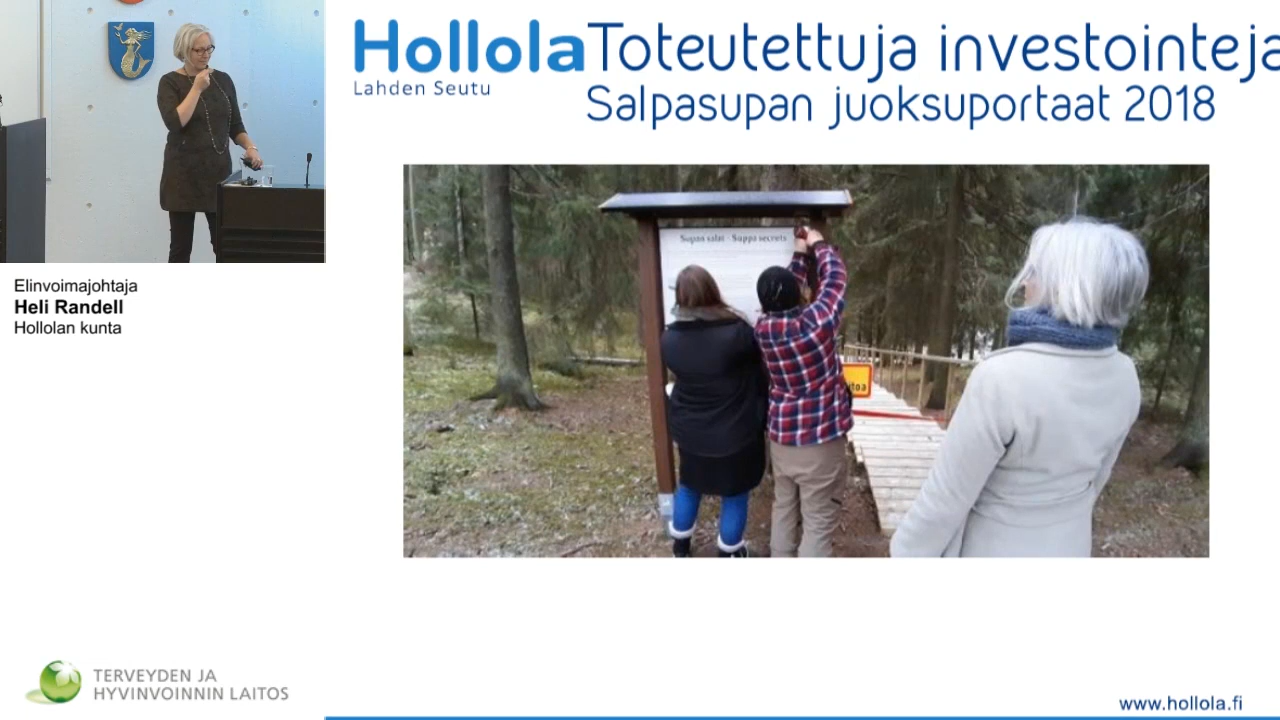 Hollola
Lahden Seutu
Toteutettuja investointeja
Salpasupan juoksuportaat 2018
Supan salat - Suppa secrets
Elinvoimajohtaja
Heli Randell
Hollolan kunta
TERVEYDEN JA
HYVINVOINNIN LAITOS
www.hollola.fi